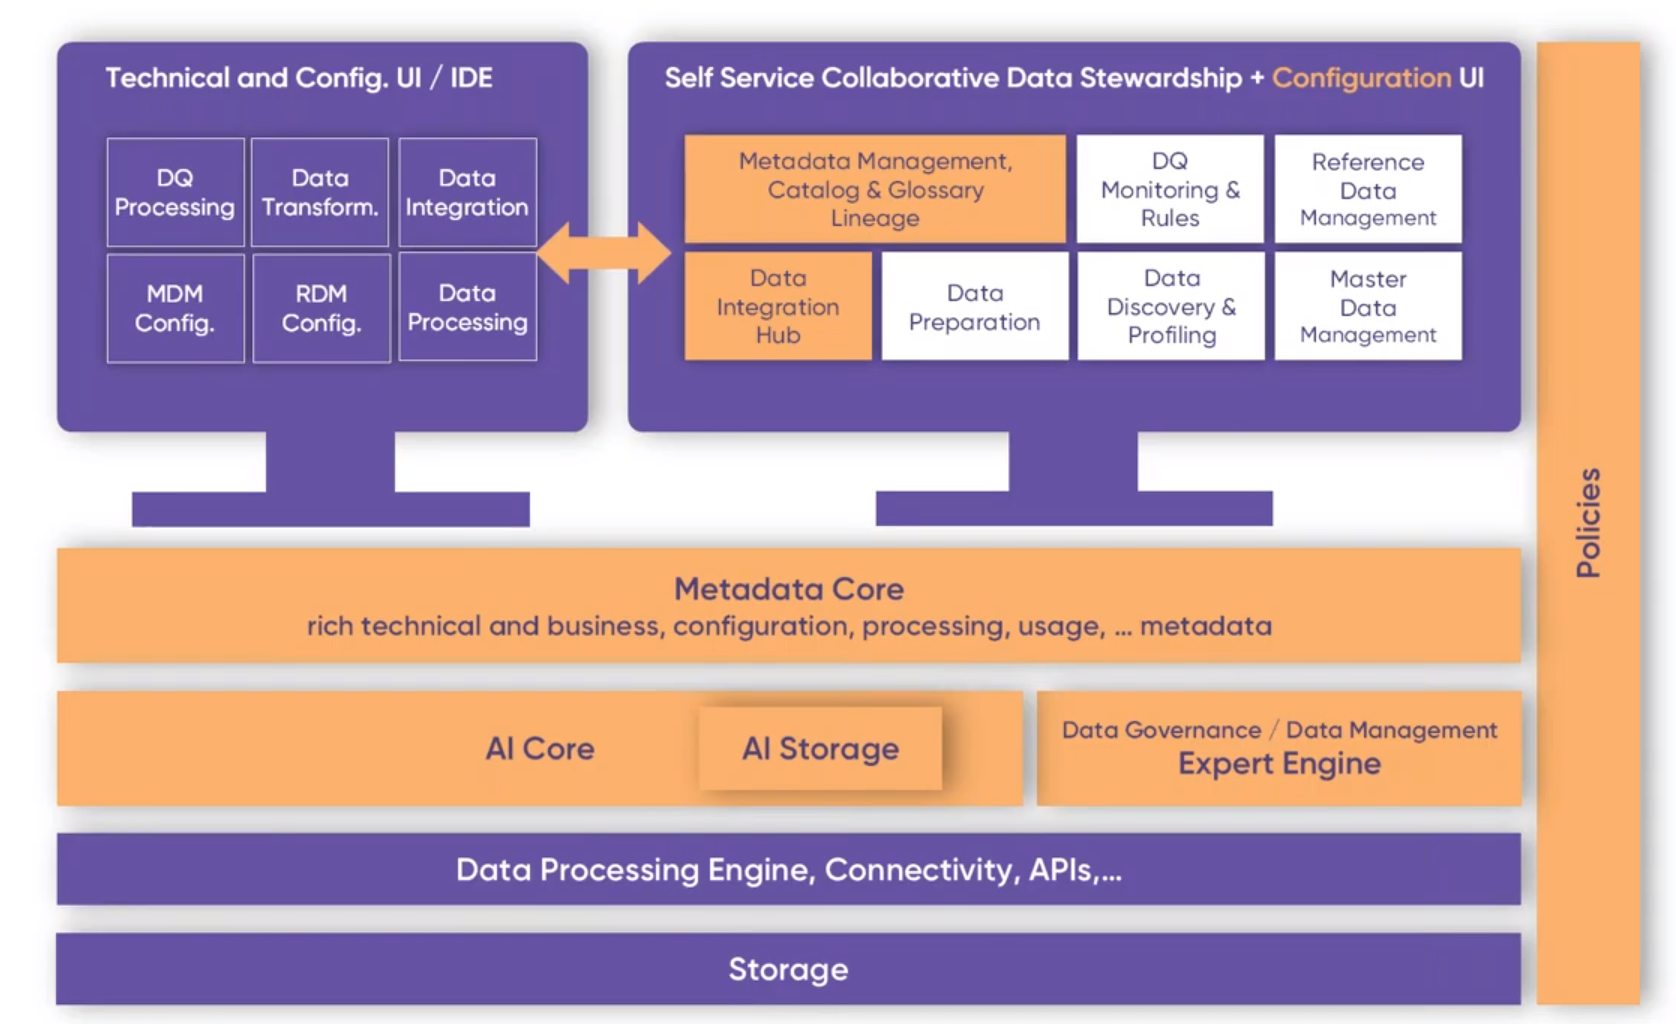 Technical and Config. UI / IDE
DQ
Processing
Data
Transform.
Data
Integration
MDM
Config.
RDM
Config.
Data
Processing
Self Service Collaborative Data Stewardship + Configuration UI
Metadata Management,
Catalog & Glossary
Lineage
DQ
Monitoring &
Rules
Reference
Data
Management
Data
Integration
Hub
Data
Preparation
Data
Discovery &
Profiling
Master
Data
Management
Policies
Metadata Core
rich technical and business, configuration, processing, usage, ... metadata
AI Core
AI Storage
Data Governance / Data Management
Expert Engine
Data Processing Engine, Connectivity, APIs,...
Storage